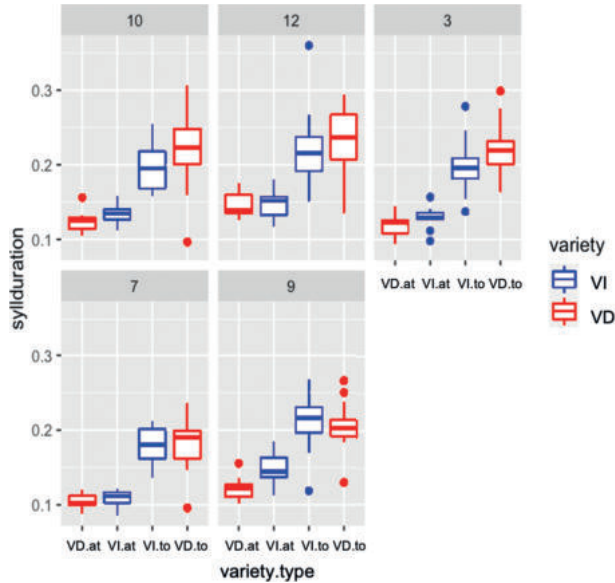 10 12 3
0.3
0.2
0.1
VD.at VI.at VI.to VD.to
7 9
variety
VI
VD
0.3
0.2
0.1
VD.at VI.at VI.to VD.to VD.at VI.at VI.to VD.to
variety.type
syllduration